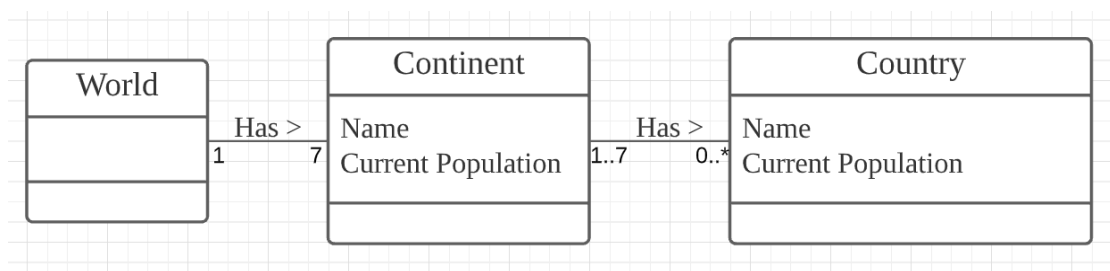 World
Has >
1
7
Continent
Name
Current Population
Has >
1..7
0..*
Country
Name
Current Population